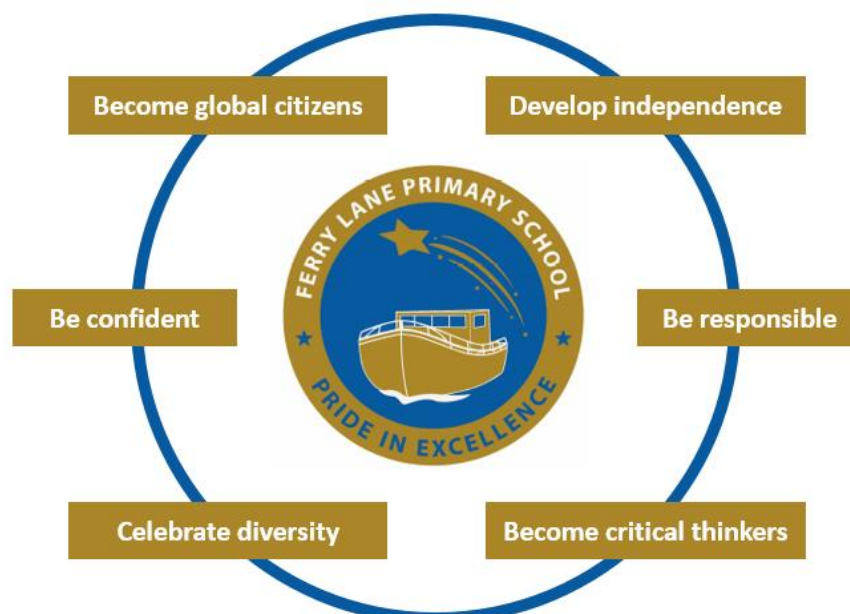 Become global citizens
Develop independence
FERRY LANE PRIMARY SCHOOL
Be confident
Be responsible
PRIDE IN EXCELLENCE
Celebrate diversity
Become critical thinkers